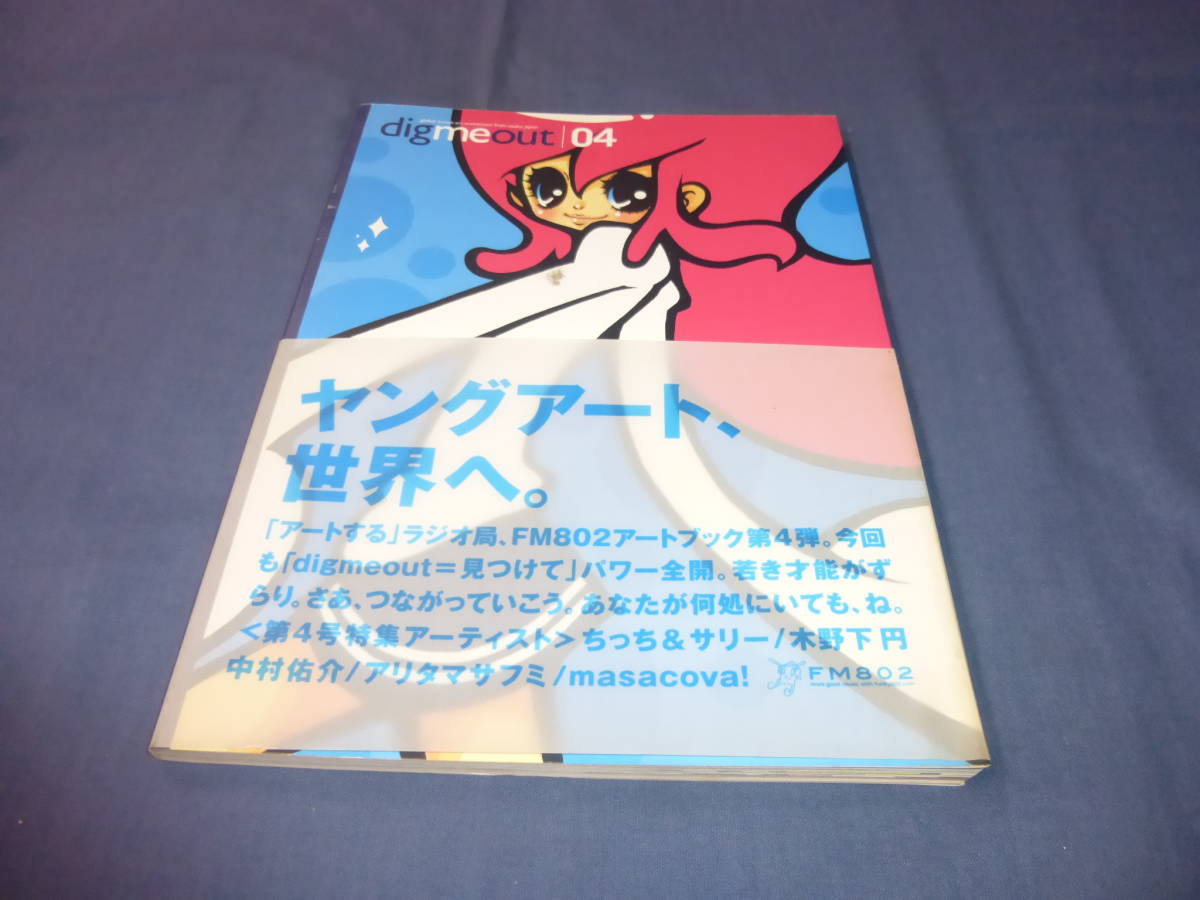 digmeout | 04
ヤングアート、
世界へ。
「アートする」ラジオ局、FM802アートブック第4弾。今回
も「digmeout=見つけて」パワー全開。若き才能がず
らり。さあ、つながっていこう。あなたが何処にいても、ね。
<第4号特集アーティスト>ちっち&サリー/木野下 円
中村佑介/アリタマサフミ/masacova!
FM802